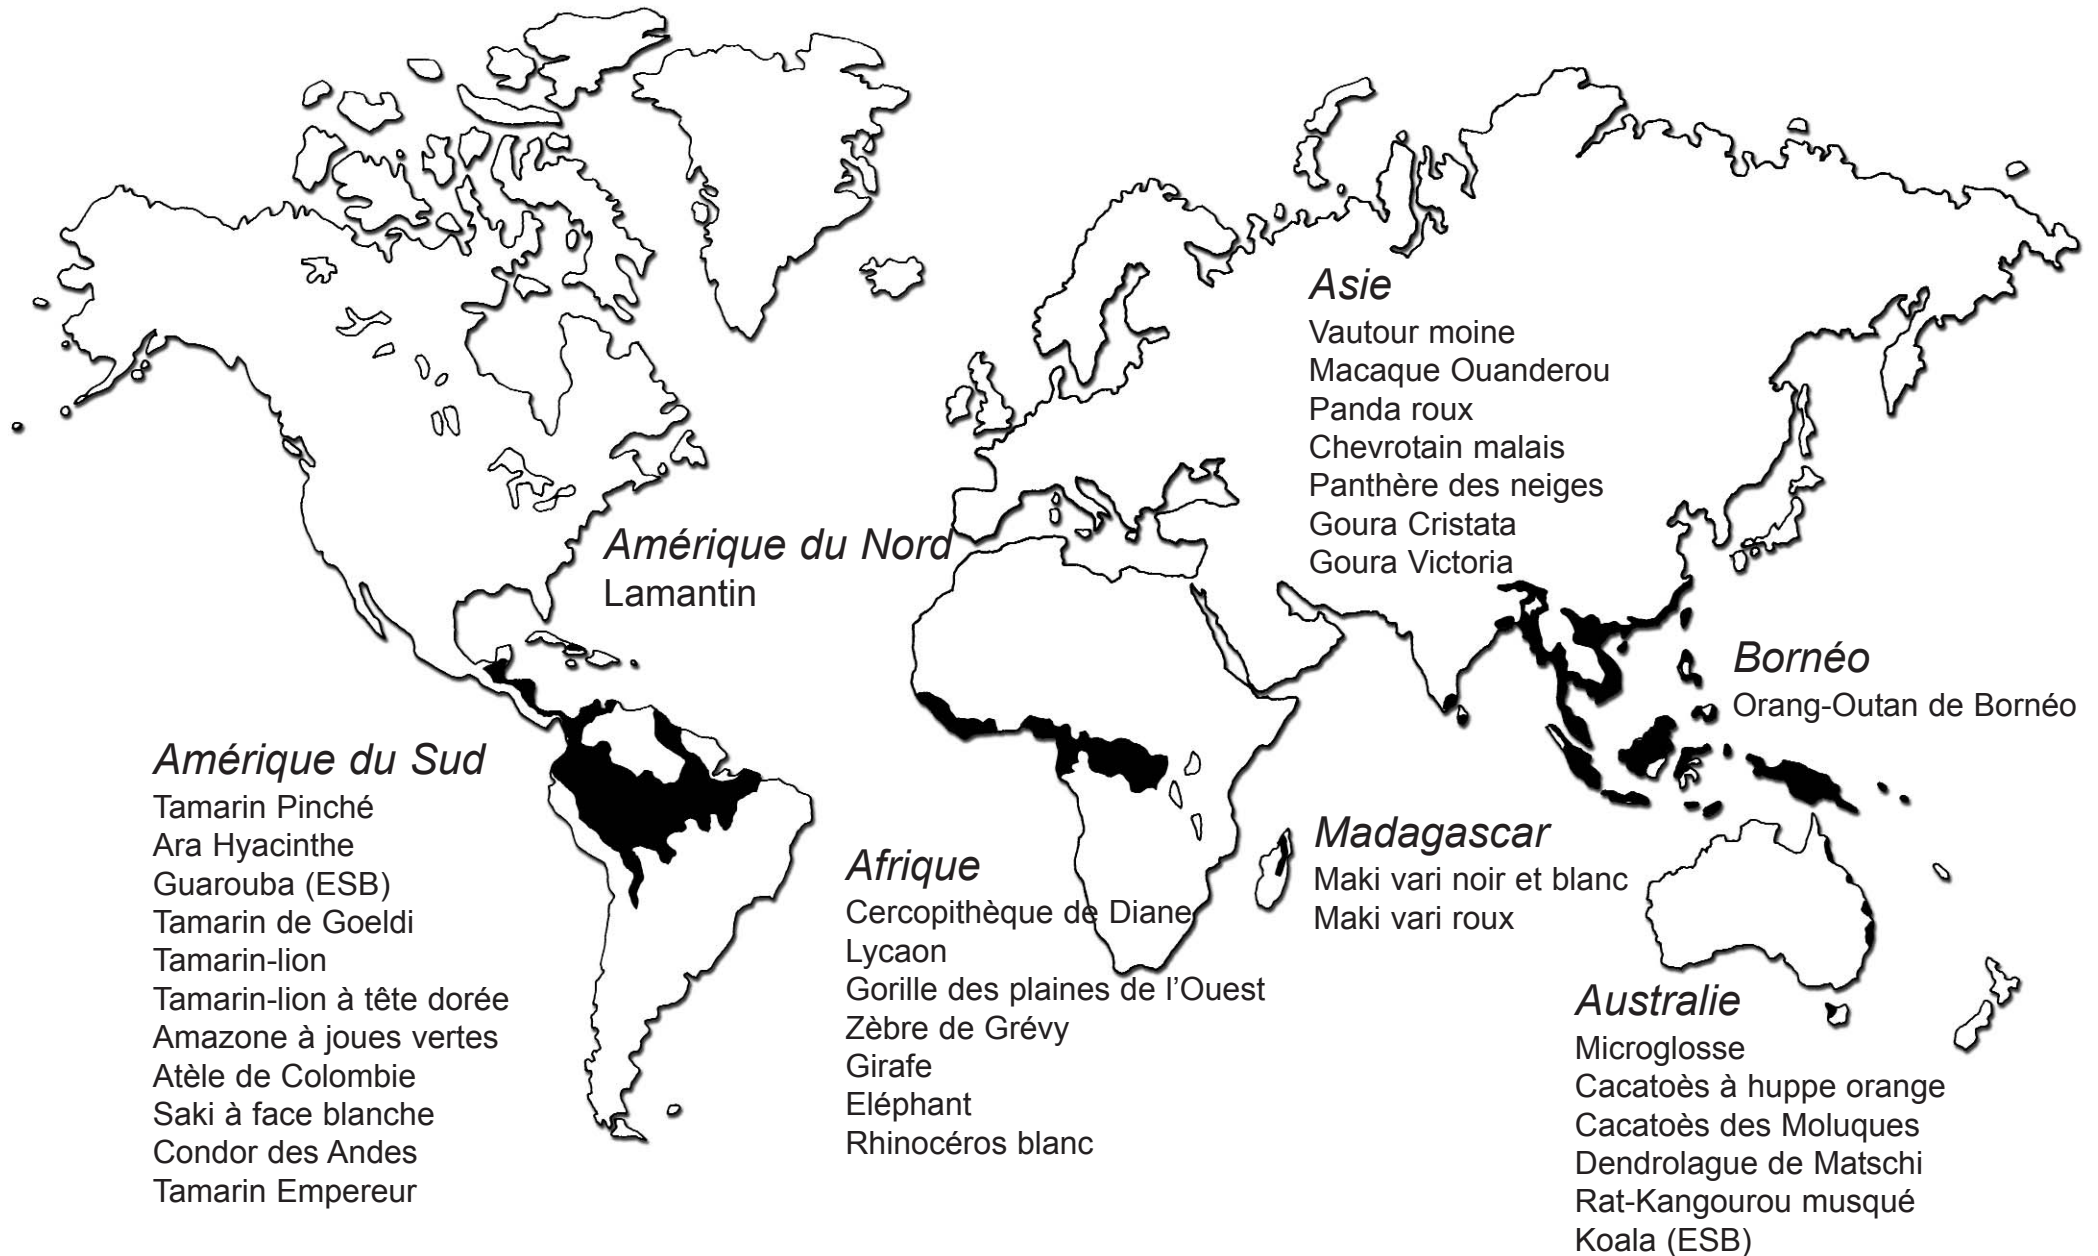 Asie
Vautour moine
Macaque Ouanderou
Panda roux
Chevrotain malais
Panthère des neiges
Goura Cristata
Goura Victoria
Amérique du Nord
Lamantin
Bornéo
Orang-Outan de Bornéo
Amérique du Sud
Tamarin Pinché
Ara Hyacinthe
Guarouba (ESB)
Tamarin de Goeldi
Tamarin-lion
Tamarin-lion à tête dorée
Amazone à joues vertes
Atèle de Colombie
Saki à face blanche
Condor des Andes
Tamarin Empereur
Afrique
Cercopithèque de Diane
Lycaon
Gorille des plaines de l’Ouest
Zèbre de Grévy
Girafe
Eléphant
Rhinocéros blanc
Madagascar
Maki vari noir et blanc
Maki vari roux
Australie
Microglosse
Cacatoès à huppe orange
Cacatoès des Moluques
Dendrolague de Matschi
Rat-Kangourou musqué
Koala (ESB)